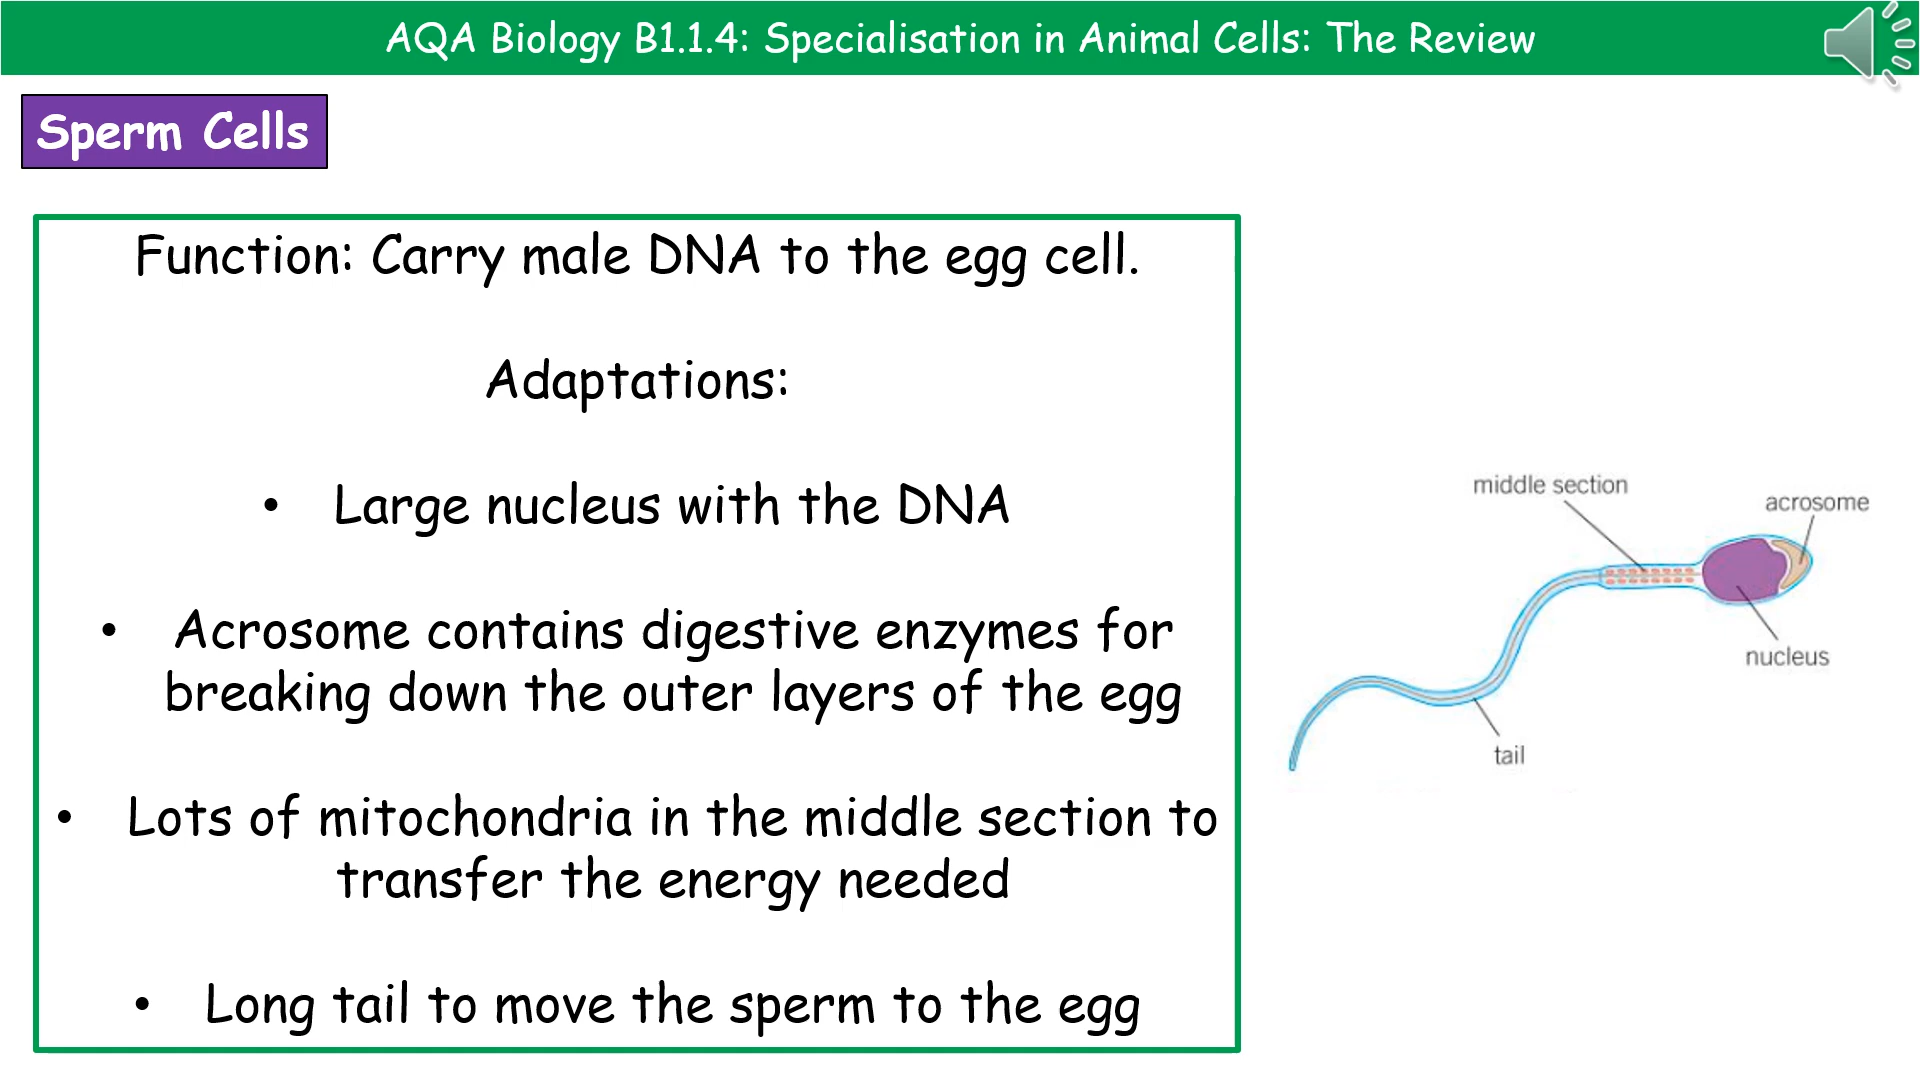 AQA Biology B1.1.4: Specialisation in Animal Cells: The Review
Sperm Cells
Function: Carry male DNA to the egg cell.
Adaptations:
• Large nucleus with the DNA
• Acrosome contains digestive enzymes for
breaking down the outer layers of the egg
• Lots of mitochondria in the middle section to
transfer the energy needed
• Long tail to move the sperm to the egg
middle section
acrosome
nucleus
tail